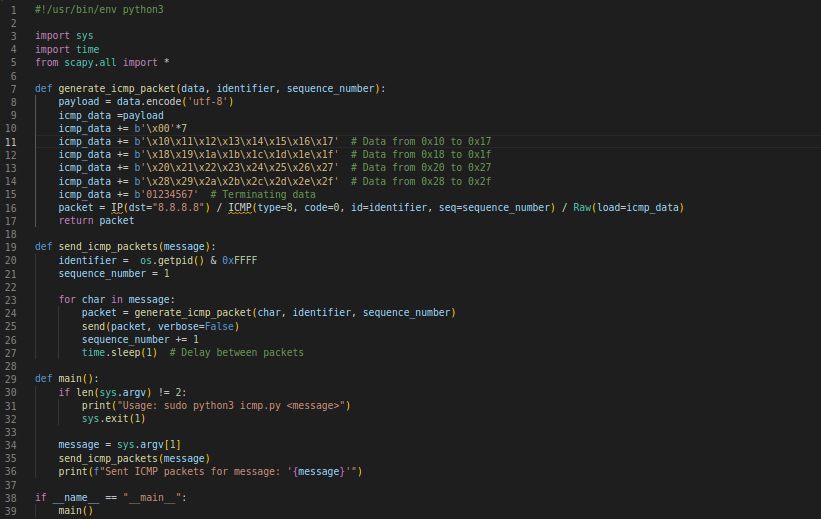 1 #!/usr/bin/env python3
2
3 import sys
4 import time
5 from scapy.all import *
6
7 def generate_icmp_packet(data, identifier, sequence_number):
8     payload = data.encode('utf-8')
9     icmp_data =payload
10     icmp_data += b'\x00'*7
11     icmp_data += b'\x10\x11\x12\x13\x14\x15\x16\x17'  # Data from 0x10 to 0x17
12     icmp_data += b'\x18\x19\x1a\x1b\x1c\x1d\x1e\x1f'  # Data from 0x18 to 0x1f
13     icmp_data += b'\x20\x21\x22\x23\x24\x25\x26\x27'  # Data from 0x20 to 0x27
14     icmp_data += b'\x28\x29\x2a\x2b\x2c\x2d\x2e\x2f'  # Data from 0x28 to 0x2f
15     icmp_data += b'01234567'  # Terminating data
16     packet = IP(dst="8.8.8.8") / ICMP(type=8, code=0, id=identifier, seq=sequence_number) / Raw(load=icmp_data)
17     return packet
18
19 def send_icmp_packets(message):
20     identifier =  os.getpid() & 0xFFFF
21     sequence_number = 1
22
23     for char in message:
24         packet = generate_icmp_packet(char, identifier, sequence_number)
25         send(packet, verbose=False)
26         sequence_number += 1
27         time.sleep(1)  # Delay between packets
28
29 def main():
30     if len(sys.argv) != 2:
31         print("Usage: sudo python3 icmp.py <message>")
32         sys.exit(1)
33
34     message = sys.argv[1]
35     send_icmp_packets(message)
36     print(f"Sent ICMP packets for message: '{message}'")
37
38 if __name__ == "__main__":
39     main()